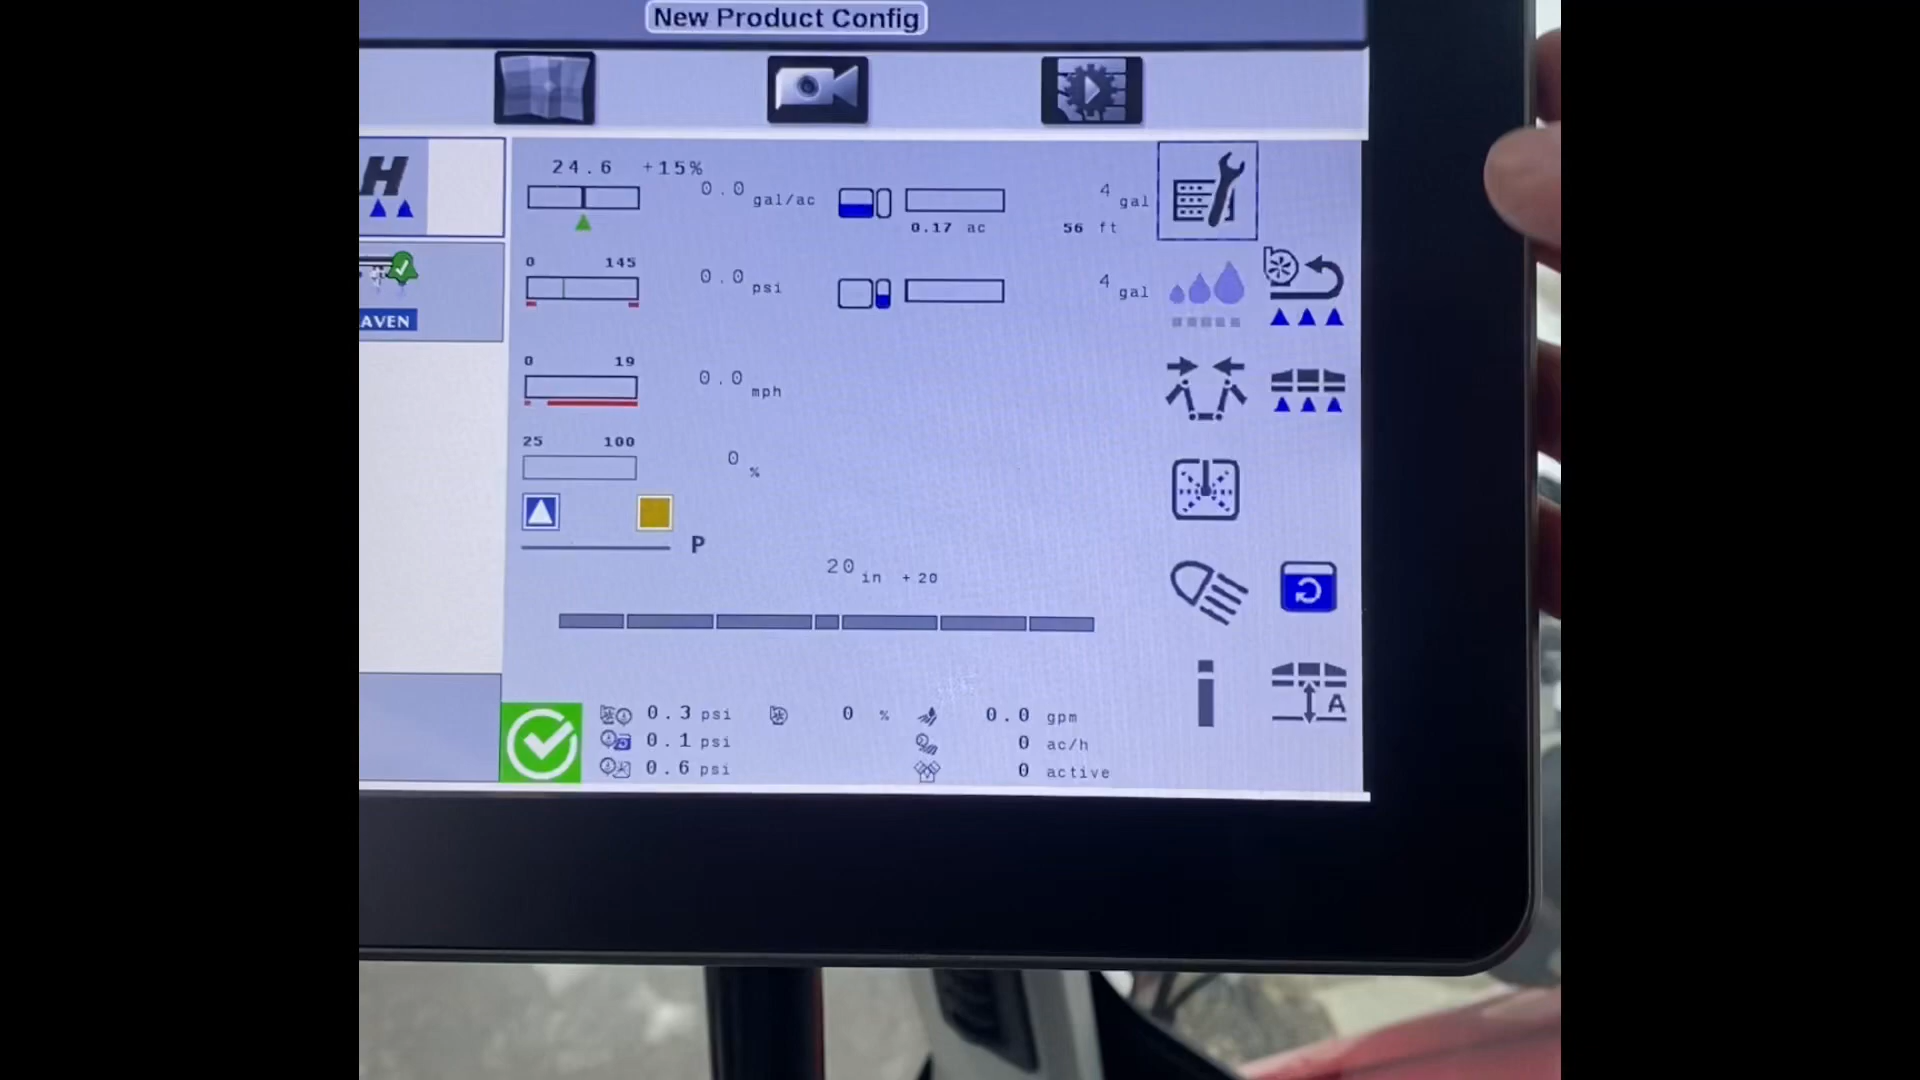 New Product Config
H
24.6 +15%
0.0 gal/ac
4 gal
0.17 ac 56 ft
0 145
0.0 psi
4 gal
AVEN
0 19
0.0 mph
25 100
0 %
P
20 in +20
A
0.3 psi 0 % 0.0 gpm
0.1 psi 0 ac/h
0.6 psi 0 active